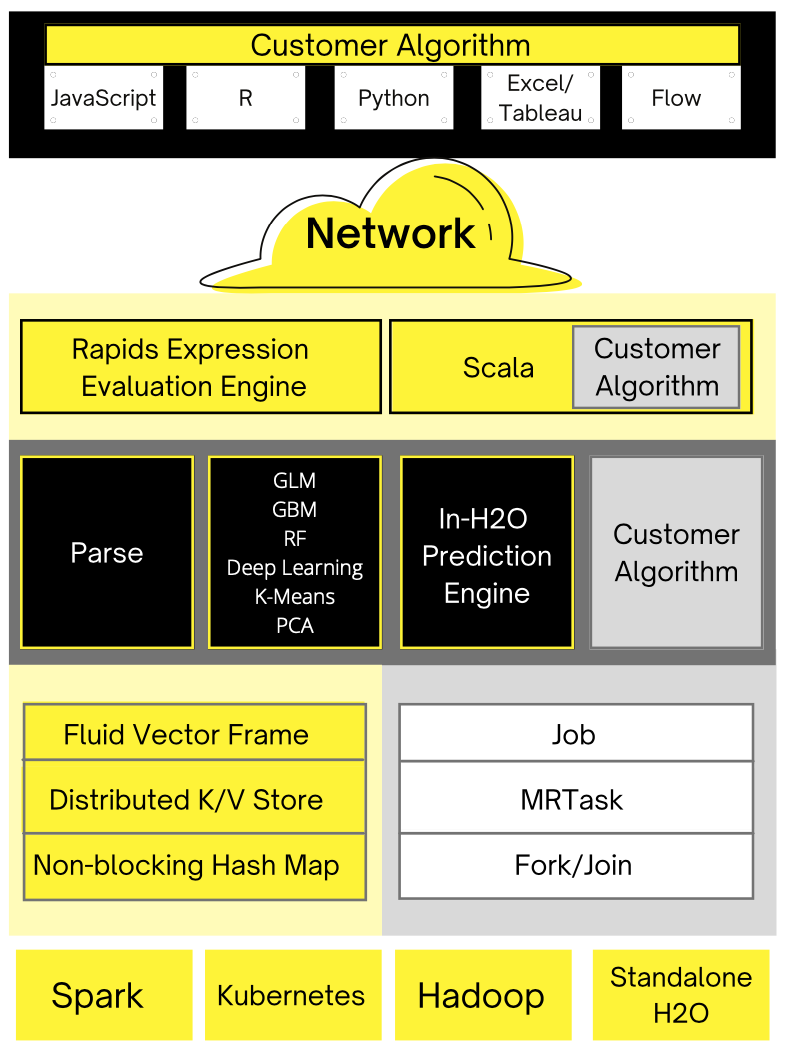 Customer Algorithm
JavaScript
R
Python
Excel/
Tableau
Flow
Network
Rapids Expression
Evaluation Engine
Scala
Customer
Algorithm
Parse
GLM
GBM
RF
Deep Learning
K-Means
PCA
In-H2O
Prediction
Engine
Customer
Algorithm
Fluid Vector Frame
Distributed K/V Store
Non-blocking Hash Map
Job
MRTask
Fork/Join
Spark
Kubernetes
Hadoop
Standalone
H2O